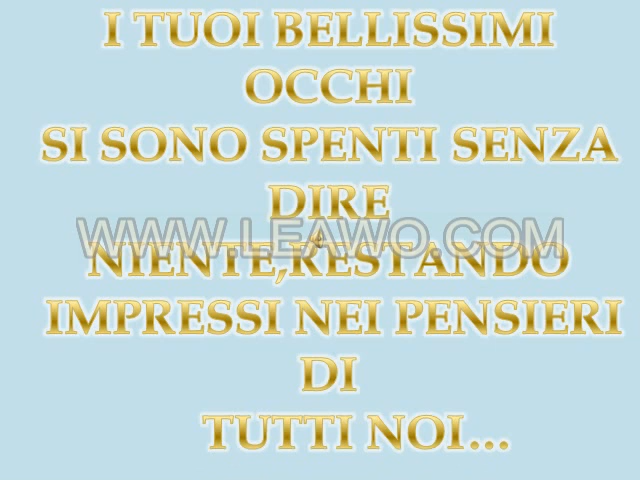 I TUOI BELLISSIMI
OCCHI
SI SONO SPENTI SENZA
DIRE
WWW.LEAWO.COM
NIENTE,RESTANDO
IMPRESSI NEI PENSIERI
DI
TUTTI NOI...